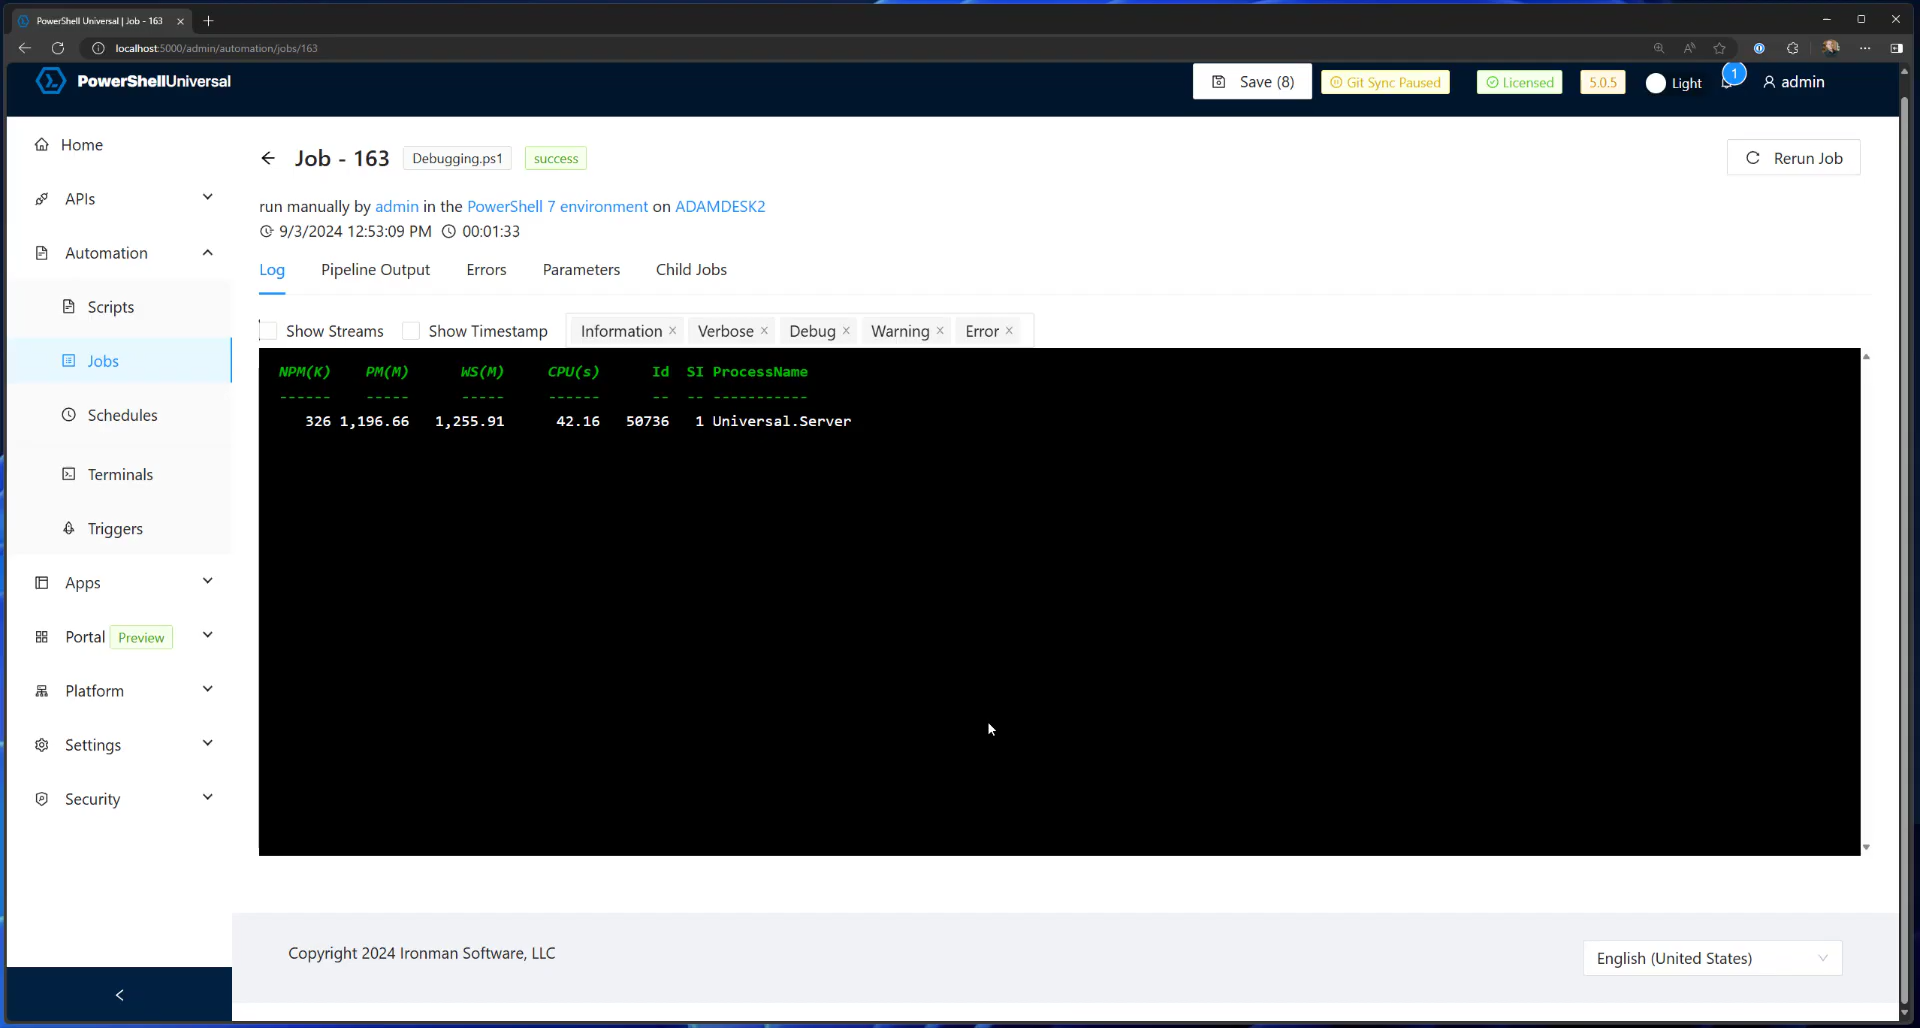 PowerShell Universal | Job - 163
localhost:5000/admin/automation/jobs/163
PowerShellUniversal
Save (8)
Git Sync Paused
Licensed
5.0.5
Light
1
admin
Home
APIs
Automation
Scripts
Jobs
Schedules
Terminals
Triggers
Apps
Portal Preview
Platform
Settings
Security
Job - 163 Debugging.ps1 success
Rerun Job
run manually by admin in the PowerShell 7 environment on ADAMDESK2
9/3/2024 12:53:09 PM 00:01:33
Log Pipeline Output Errors Parameters Child Jobs
Show Streams Show Timestamp Information Verbose Debug Warning Error
NPM(K) PM(M) WS(M) CPU(s) Id SI ProcessName
------ ----- ----- ------ -- -- -----------
326 1,196.66 1,255.91 42.16 50736 1 Universal.Server
Copyright 2024 Ironman Software, LLC
English (United States)